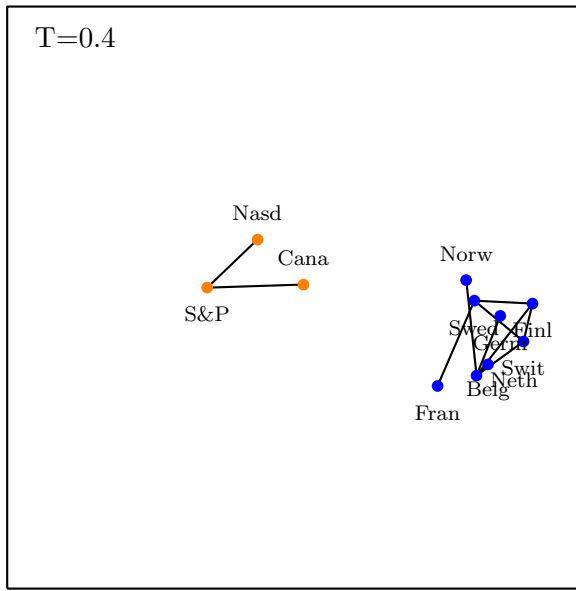 T=0.4
Nasd
Cana
Norw
S&P
Swed
Finl
Germ
Swit
Neth
Belg
Fran